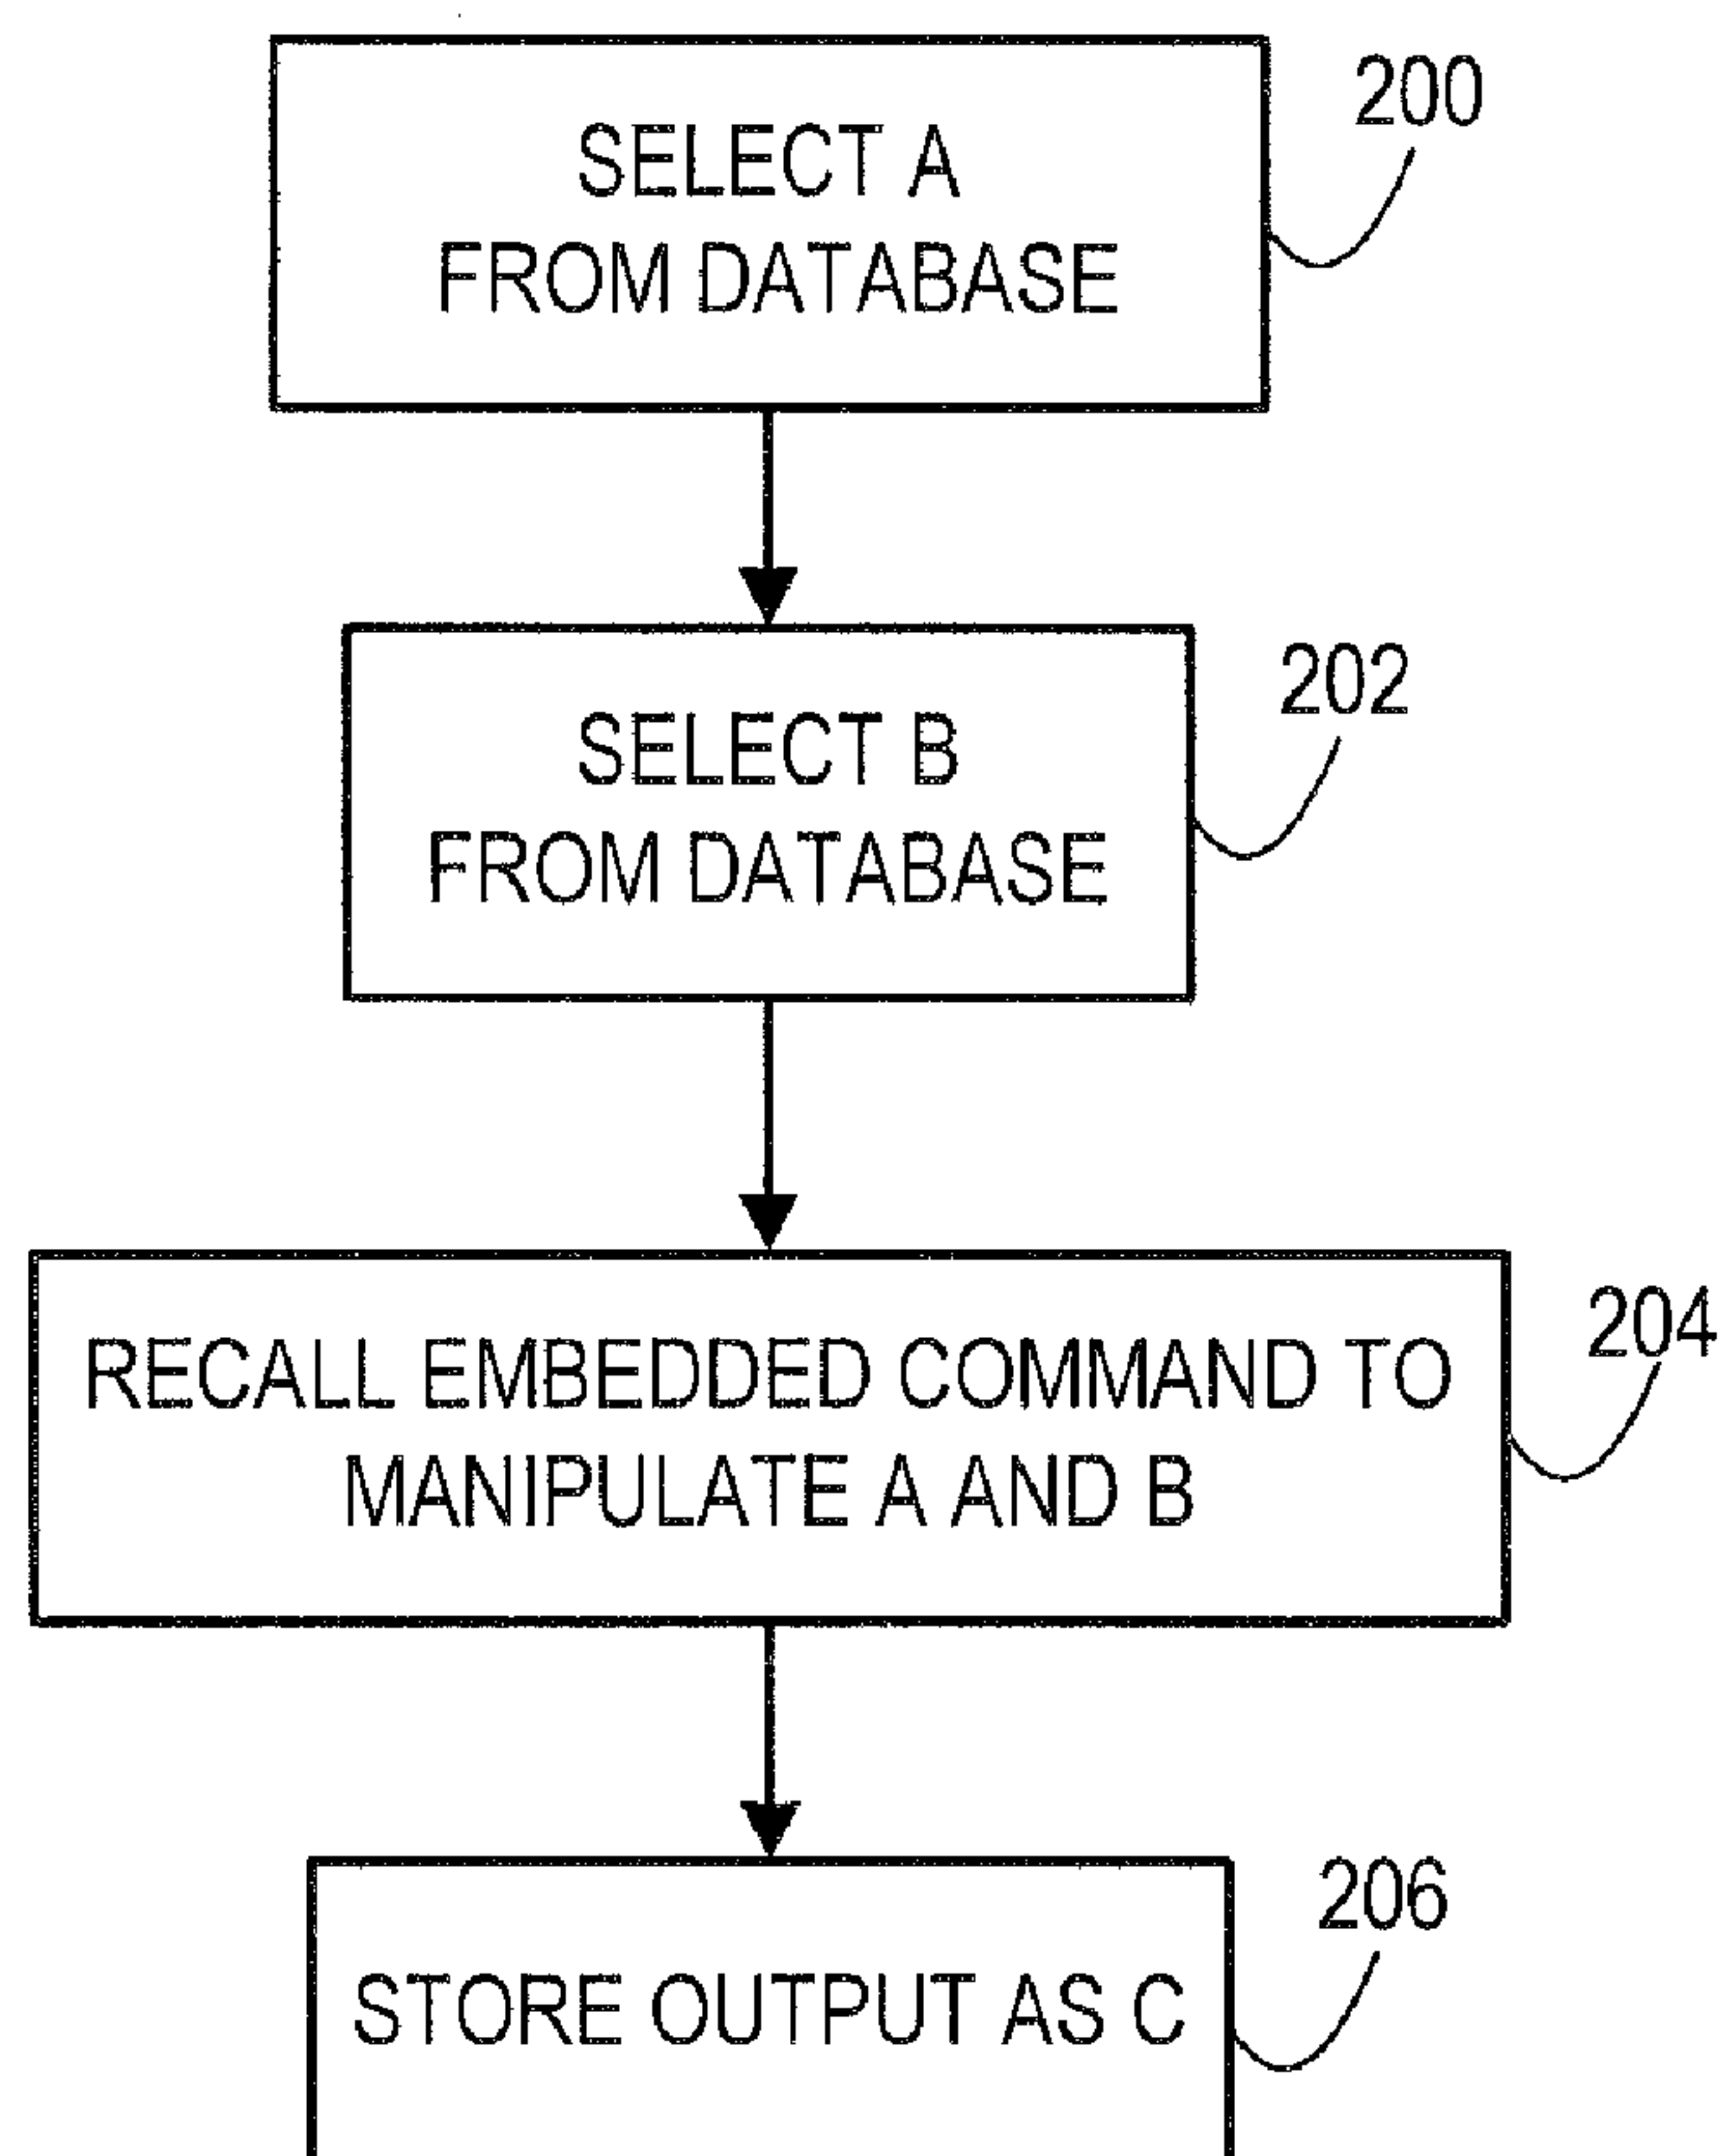 SELECT A
FROM DATABASE
200
SELECT B
FROM DATABASE
202
RECALL EMBEDDED COMMAND TO
MANIPULATE A AND B
204
STORE OUTPUT AS C
206